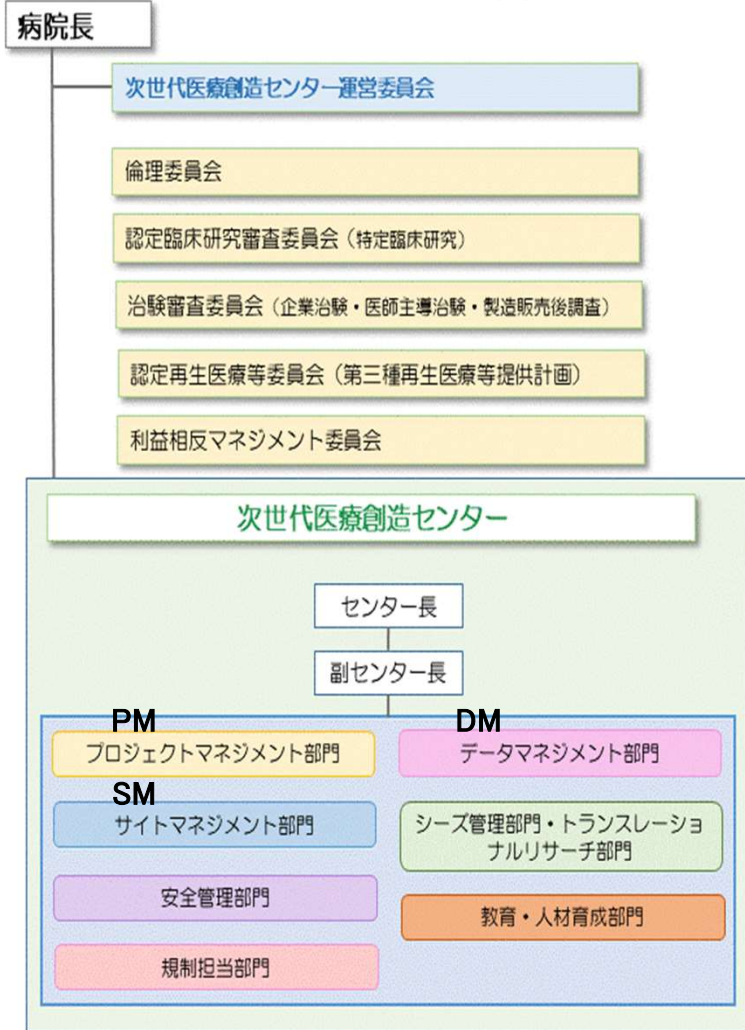 病院長
次世代医療創造センター運営委員会
倫理委員会
認定臨床研究審査委員会（特定臨床研究）
治験審査委員会（企業治験・医師主導治験・製造販売後調査）
認定再生医療等委員会（第三種再生医療等提供計画）
利益相反マネジメント委員会
次世代医療創造センター
センター長
副センター長
PM
プロジェクトマネジメント部門
DM
データマネジメント部門
SM
サイトマネジメント部門
シーズ管理部門・トランスレーショ
ナルリサーチ部門
安全管理部門
教育・人材育成部門
規制担当部門